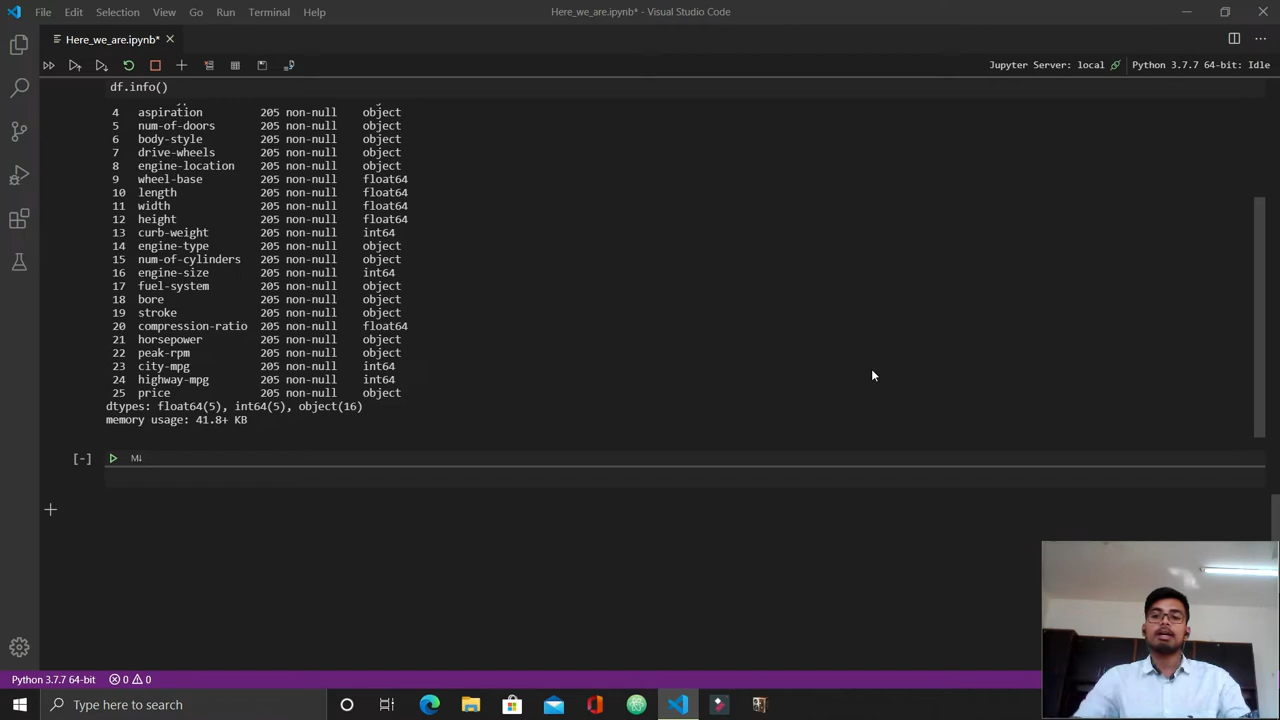 File Edit Selection View Go Run Terminal Help Here_we_are.ipynb* - Visual Studio Code
Here_we_are.ipynb*
Jupyter Server: local Python 3.7.7 64-bit: Idle
df.info()
4 aspiration 205 non-null object
5 num-of-doors 205 non-null object
6 body-style 205 non-null object
7 drive-wheels 205 non-null object
8 engine-location 205 non-null object
9 wheel-base 205 non-null float64
10 length 205 non-null float64
11 width 205 non-null float64
12 height 205 non-null float64
13 curb-weight 205 non-null int64
14 engine-type 205 non-null object
15 num-of-cylinders 205 non-null object
16 engine-size 205 non-null int64
17 fuel-system 205 non-null object
18 bore 205 non-null object
19 stroke 205 non-null object
20 compression-ratio 205 non-null float64
21 horsepower 205 non-null object
22 peak-rpm 205 non-null object
23 city-mpg 205 non-null int64
24 highway-mpg 205 non-null int64
25 price 205 non-null object
dtypes: float64(5), int64(5), object(16)
memory usage: 41.8+ KB
[-] M↓
Python 3.7.7 64-bit 0 0
Type here to search